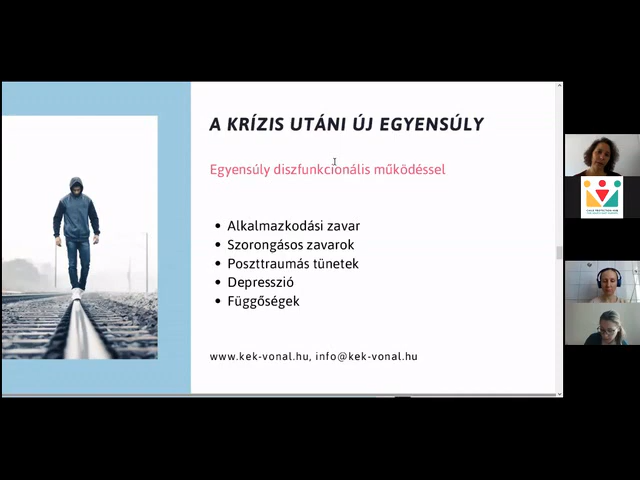 A KRÍZIS UTÁNI ÚJ EGYENSÚLY
Egyensúly diszfunkcionális működéssel
• Alkalmazkodási zavar
• Szorongásos zavarok
• Poszttraumás tünetek
• Depresszió
• Függőségek
www.kek-vonal.hu, info@kek-vonal.hu